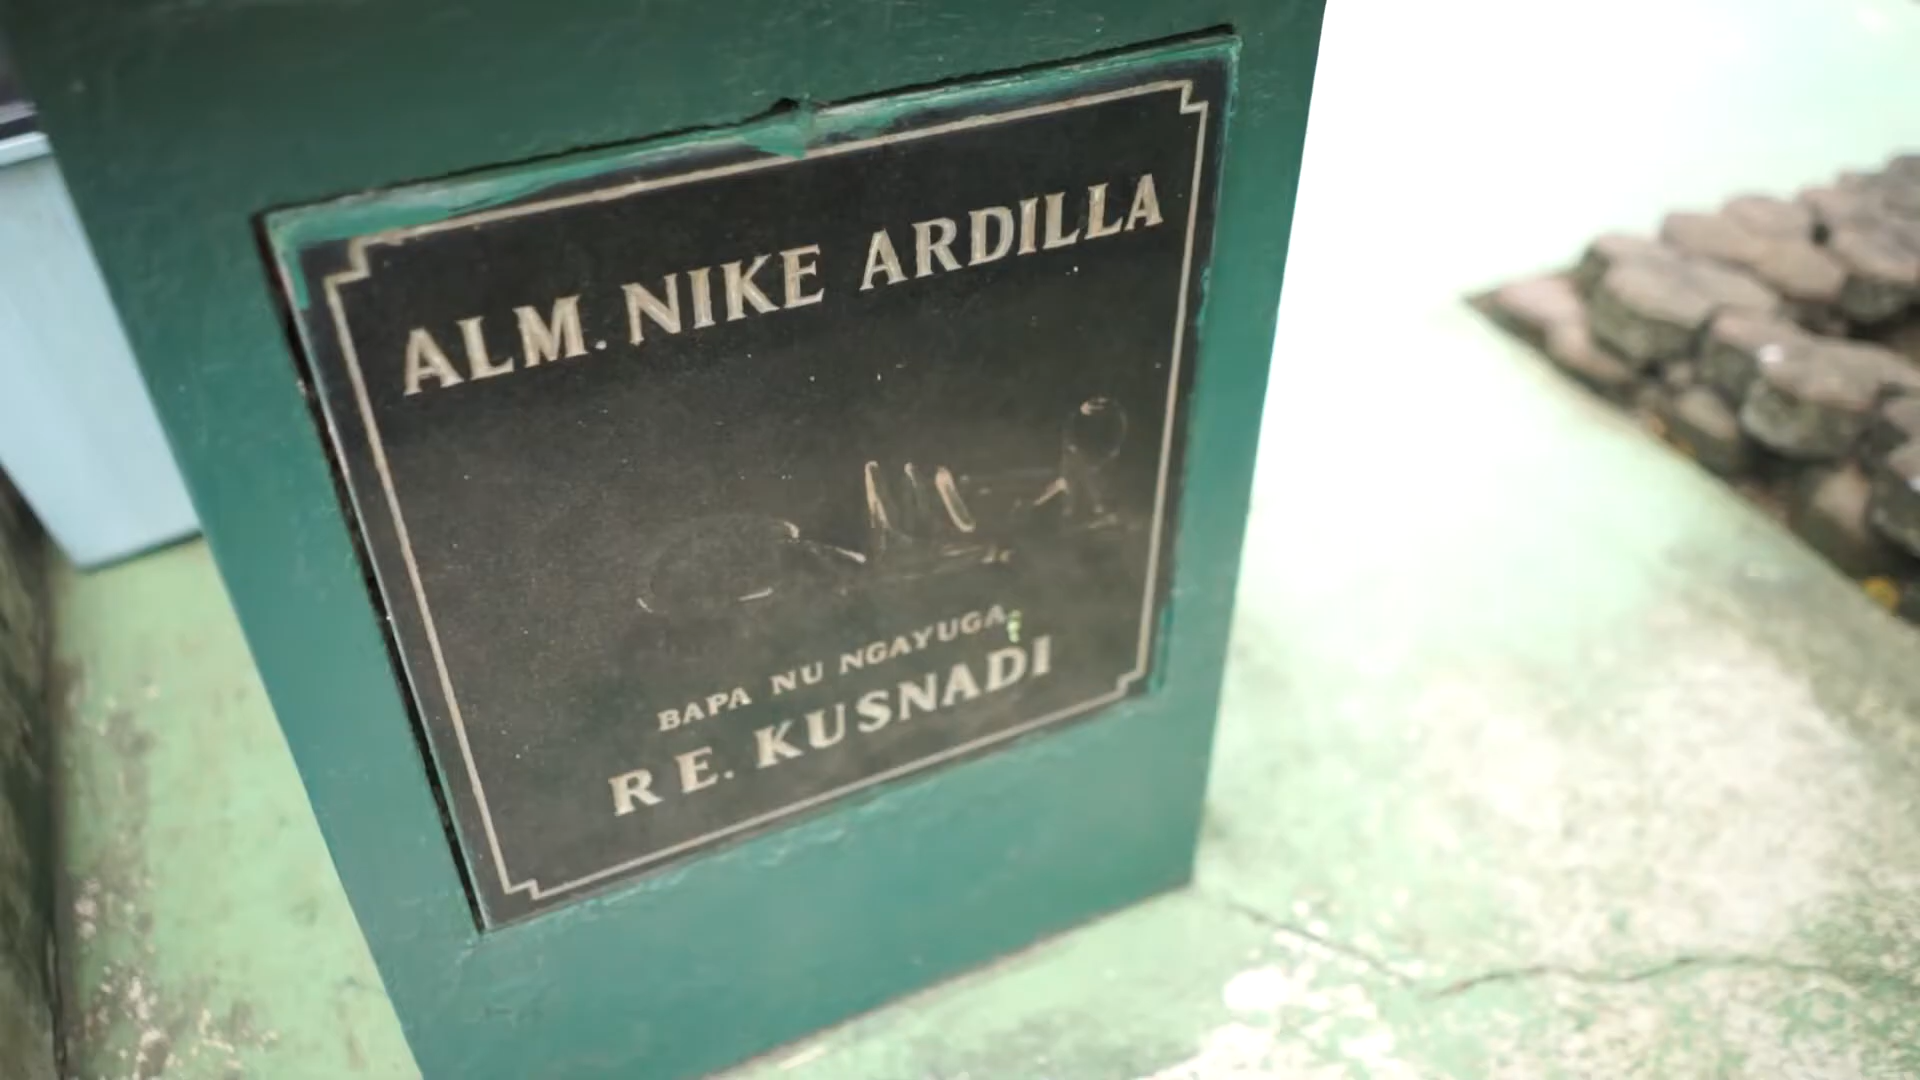 ALM. NIKE ARDILLA
BAPA NU NGAYUGA,
R E. KUSNADI